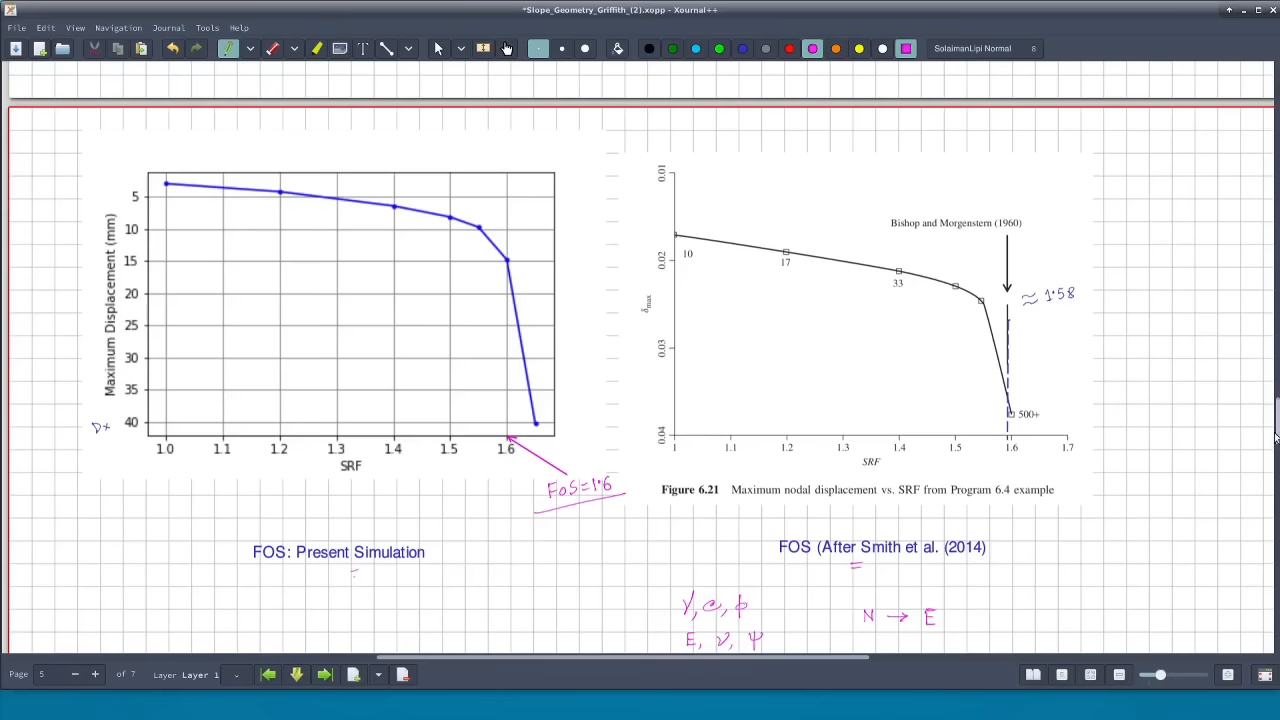 *Slope_Geometry_Griffith_(2).xopp - Xournal++
File Edit View Navigation Journal Tools Help
SolaimanLipi Normal 8
5
10
15
20
25
30
35
40
Maximum Displacement (mm)
1.0 1.1 1.2 1.3 1.4 1.5 1.6
SRF
FOS=1.6
FOS: Present Simulation
0.01
0.02
0.03
0.04
δmax
Bishop and Morgenstern (1960)
≈ 1.58
10
17
33
500+
1 1.1 1.2 1.3 1.4 1.5 1.6 1.7
SRF
Figure 6.21 Maximum nodal displacement vs. SRF from Program 6.4 example
FOS (After Smith et al. (2014)
γ, c, φ
E, ν, ψ
N → E
Page 5 of 7 Layer Layer 1